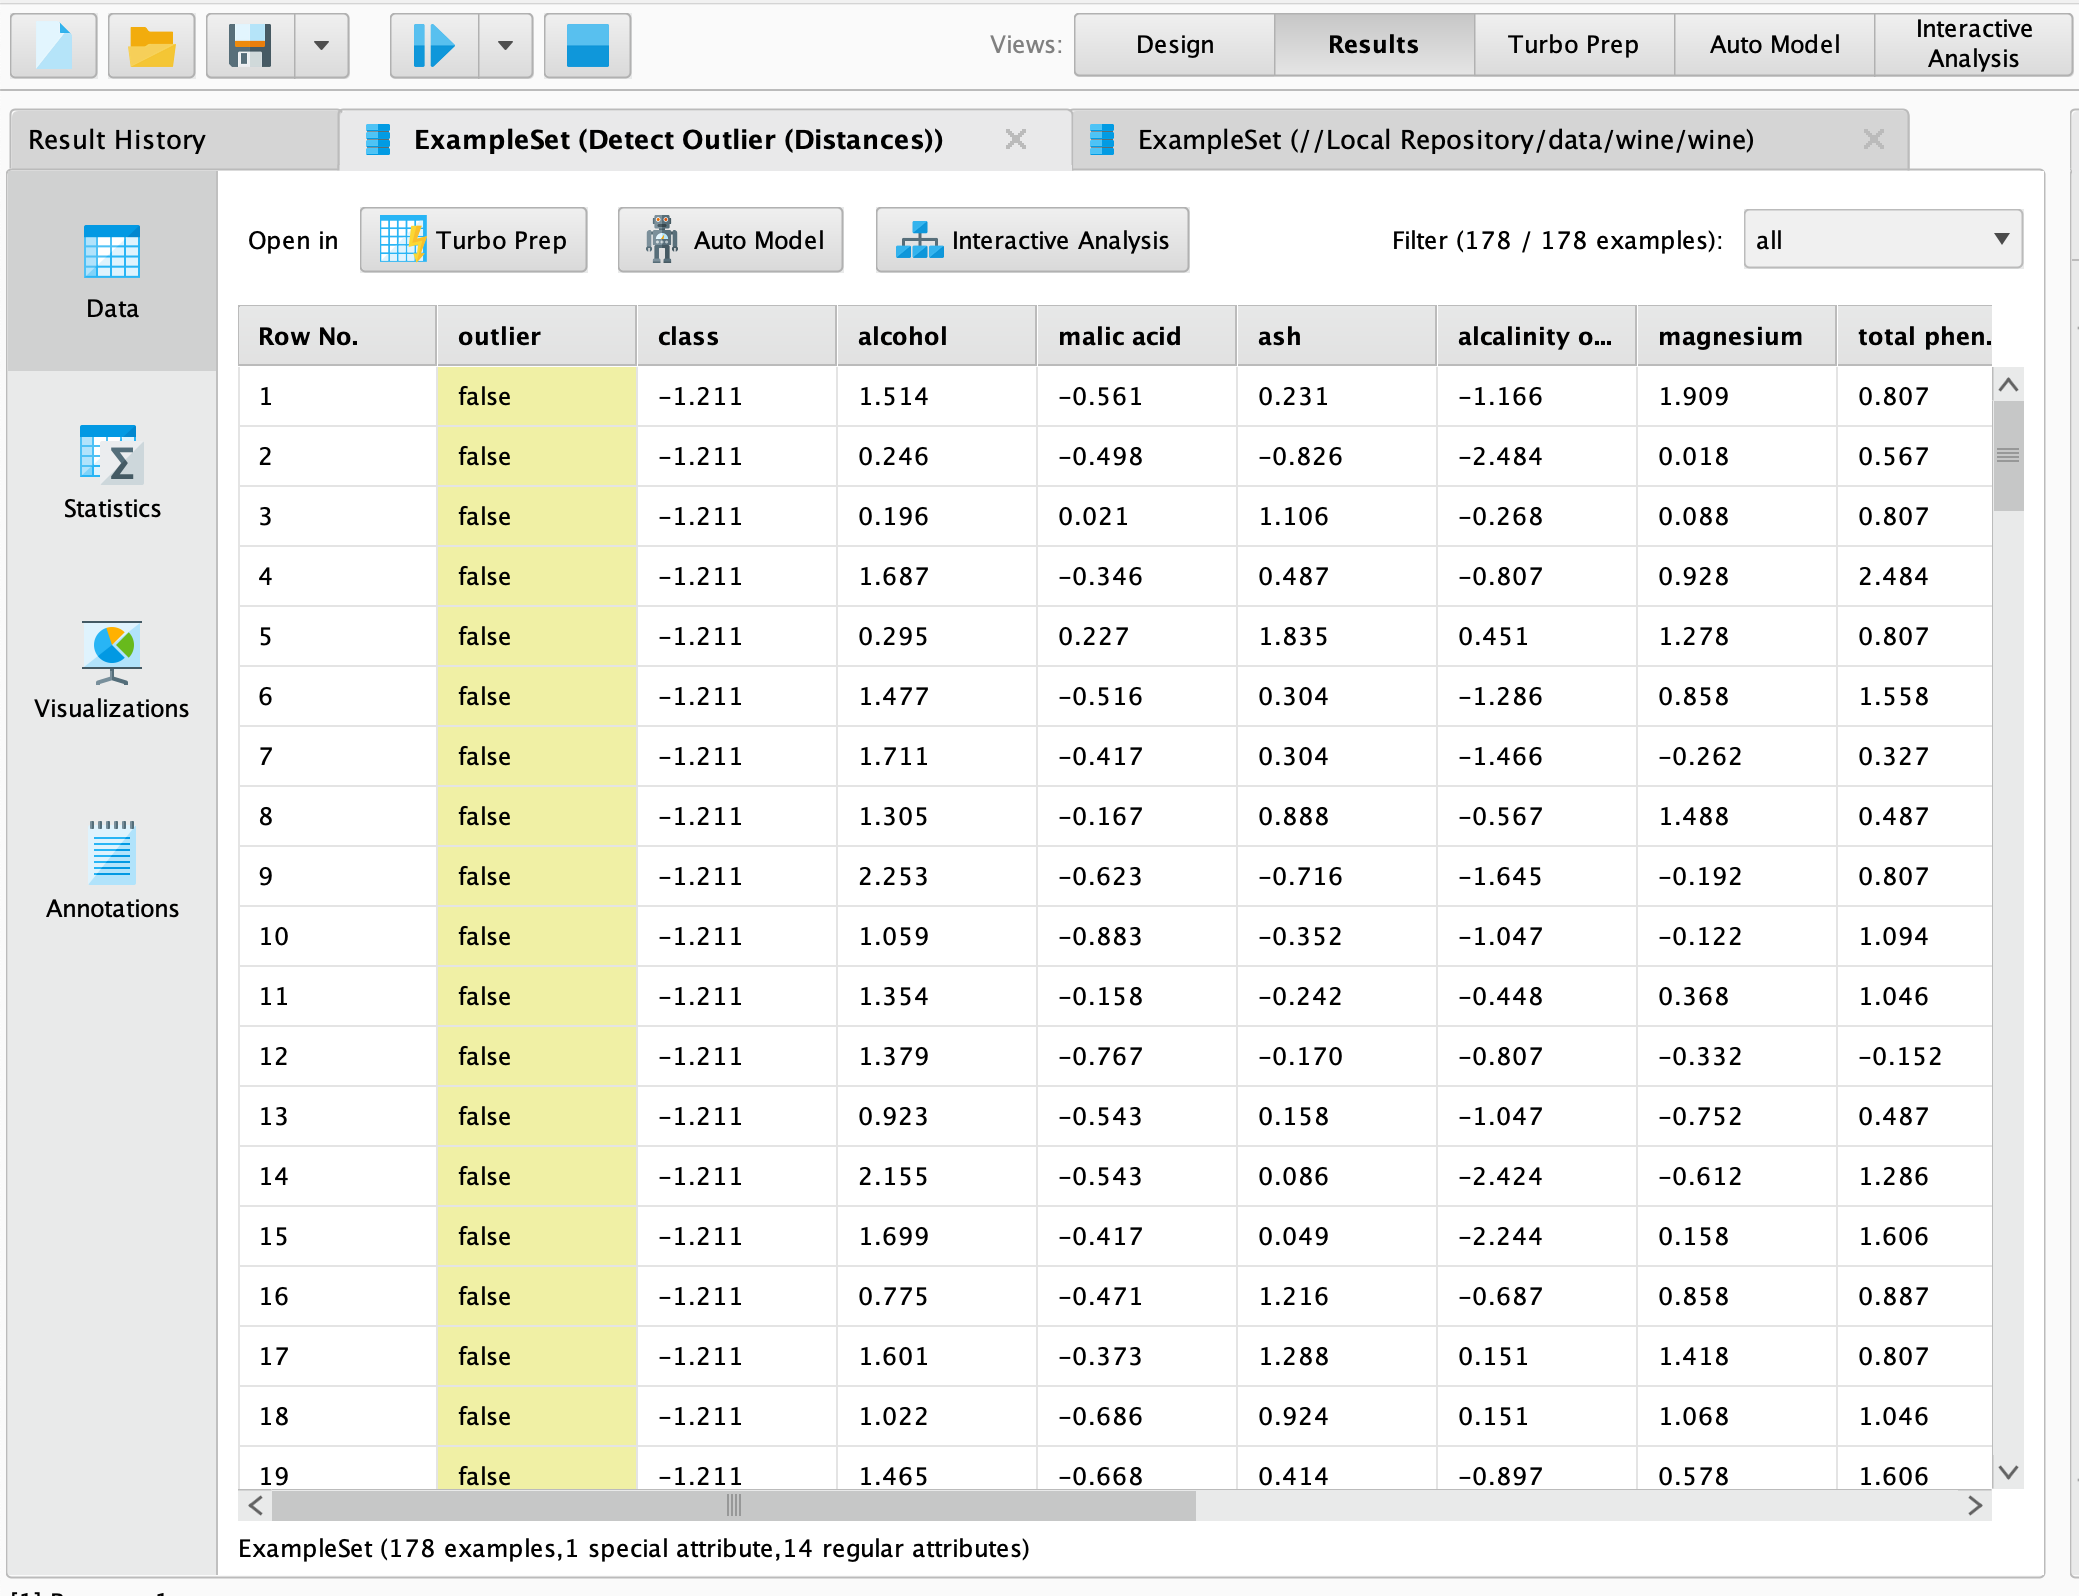 Views: Design Results Turbo Prep Auto Model Interactive Analysis
Result History ExampleSet (Detect Outlier (Distances)) ExampleSet (//Local Repository/data/wine/wine)
Open in Turbo Prep Auto Model Interactive Analysis Filter (178 / 178 examples): all
Data
Statistics
Visualizations
Annotations
Row No. outlier class alcohol malic acid ash alcalinity o... magnesium total phen.
1 false -1.211 1.514 -0.561 0.231 -1.166 1.909 0.807
2 false -1.211 0.246 -0.498 -0.826 -2.484 0.018 0.567
3 false -1.211 0.196 0.021 1.106 -0.268 0.088 0.807
4 false -1.211 1.687 -0.346 0.487 -0.807 0.928 2.484
5 false -1.211 0.295 0.227 1.835 0.451 1.278 0.807
6 false -1.211 1.477 -0.516 0.304 -1.286 0.858 1.558
7 false -1.211 1.711 -0.417 0.304 -1.466 -0.262 0.327
8 false -1.211 1.305 -0.167 0.888 -0.567 1.488 0.487
9 false -1.211 2.253 -0.623 -0.716 -1.645 -0.192 0.807
10 false -1.211 1.059 -0.883 -0.352 -1.047 -0.122 1.094
11 false -1.211 1.354 -0.158 -0.242 -0.448 0.368 1.046
12 false -1.211 1.379 -0.767 -0.170 -0.807 -0.332 -0.152
13 false -1.211 0.923 -0.543 0.158 -1.047 -0.752 0.487
14 false -1.211 2.155 -0.543 0.086 -2.424 -0.612 1.286
15 false -1.211 1.699 -0.417 0.049 -2.244 0.158 1.606
16 false -1.211 0.775 -0.471 1.216 -0.687 0.858 0.887
17 false -1.211 1.601 -0.373 1.288 0.151 1.418 0.807
18 false -1.211 1.022 -0.686 0.924 0.151 1.068 1.046
19 false -1.211 1.465 -0.668 0.414 -0.897 0.578 1.606
ExampleSet (178 examples,1 special attribute,14 regular attributes)